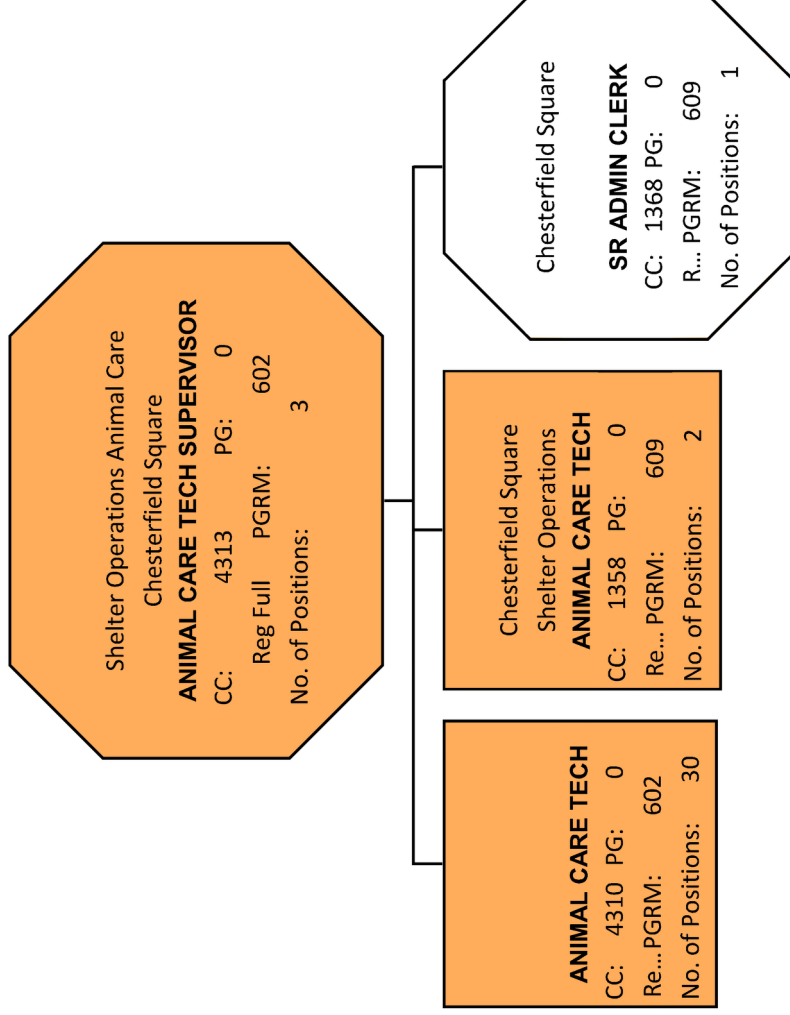 Shelter Operations Animal Care
Chesterfield Square
ANIMAL CARE TECH SUPERVISOR
CC: 4313 PG: 0
Reg Full PGRM: 602
No. of Positions: 3
ANIMAL CARE TECH
CC: 4310 PG: 0
Re... PGRM: 602
No. of Positions: 30
Chesterfield Square
Shelter Operations
ANIMAL CARE TECH
CC: 1358 PG: 0
Re... PGRM: 609
No. of Positions: 2
Chesterfield Square
SR ADMIN CLERK
CC: 1368 PG: 0
R... PGRM: 609
No. of Positions: 1